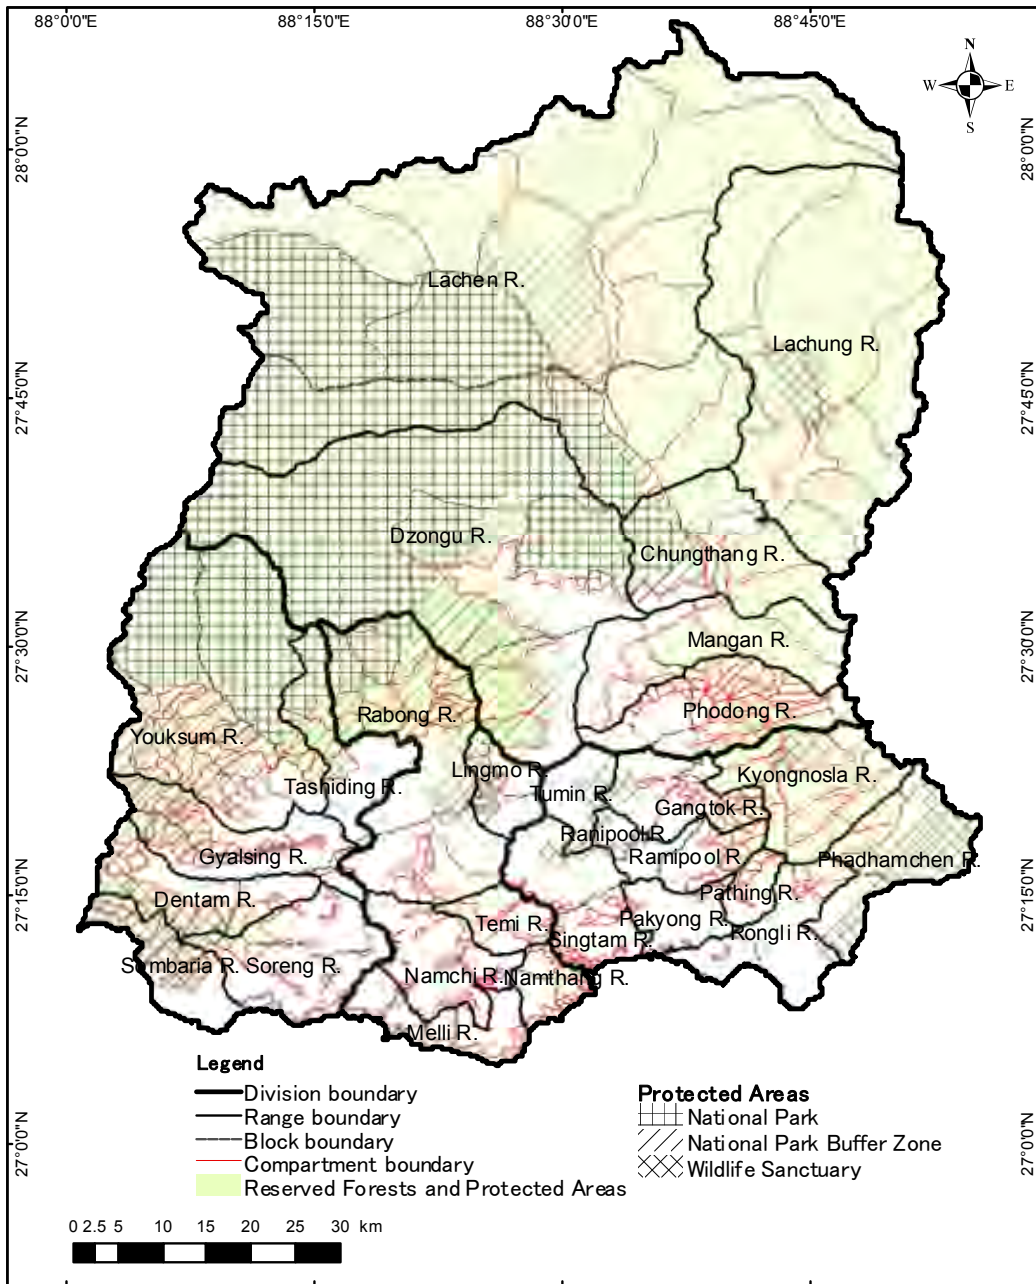 88°0'0"E 88°15'0"E 88°30'0"E 88°45'0"E
N
W E
S
28°0'0"N 28°0'0"N
Lachen R.
Lachung R.
27°45'0"N 27°45'0"N
Dzongu R.
Chungthang R.
27°30'0"N 27°30'0"N
Mangan R.
Rabong R.
Phodong R.
Youksum R.
Lingmo R.
Kyongnosla R.
Tashiding R.
Tumin R.
Gangtok R.
Ranipool R.
Gyalsing R.
Ramipool R.
Phadhamchen R.
27°15'0"N 27°15'0"N
Dentam R.
Pathing R.
Temi R.
Pakyong R.
Singtam R.
Rongli R.
Sombaria R.
Soreng R.
Namchi R.
Namthang R.
Melli R.
Legend
Division boundary
Range boundary
Block boundary
Compartment boundary
Reserved Forests and Protected Areas
Protected Areas
National Park
National Park Buffer Zone
Wildlife Sanctuary
27°0'0"N 27°0'0"N
0 2.5 5 10 15 20 25 30 km